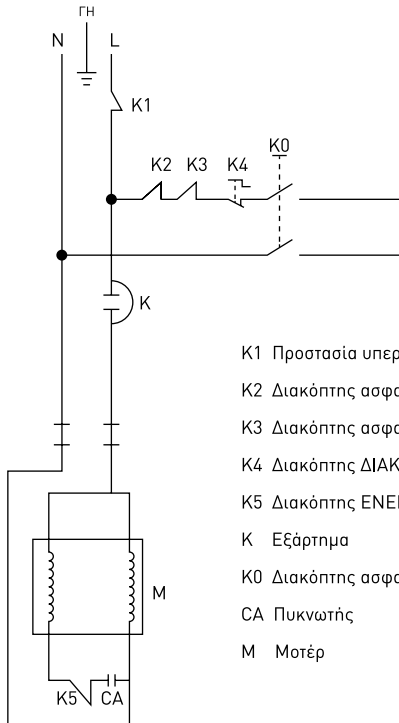 ΓΗ
N L
K1
K2 K3 K4 K0
K
K1 Προστασία υπερ
K2 Διακόπτης ασφα
K3 Διακόπτης ασφα
K4 Διακόπτης ΔΙΑΚ
K5 Διακόπτης ΕΝΕ
K Εξάρτημα
K0 Διακόπτης ασφα
CA Πυκνωτής
M Μοτέρ
M
K5 CA